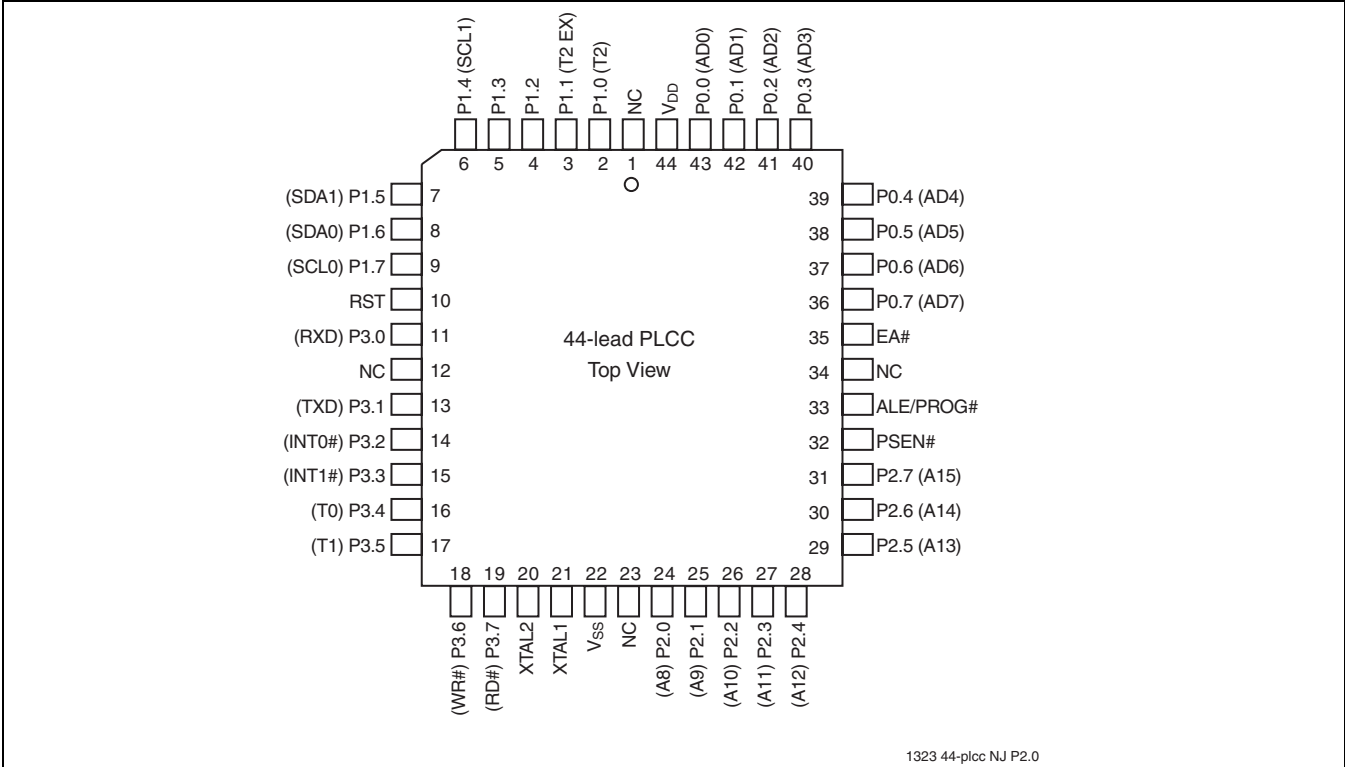 P1.4 (SCL1)
P1.3
P1.2
P1.1 (T2 EX)
P1.0 (T2)
NC
VDD
P0.0 (AD0)
P0.1 (AD1)
P0.2 (AD2)
P0.3 (AD3)
6 5 4 3 2 1 44 43 42 41 40
(SDA1) P1.5 7
(SDA0) P1.6 8
(SCL0) P1.7 9
RST 10
(RXD) P3.0 11
NC 12
(TXD) P3.1 13
(INT0#) P3.2 14
(INT1#) P3.3 15
(T0) P3.4 16
(T1) P3.5 17
44-lead PLCC
Top View
39 P0.4 (AD4)
38 P0.5 (AD5)
37 P0.6 (AD6)
36 P0.7 (AD7)
35 EA#
34 NC
33 ALE/PROG#
32 PSEN#
31 P2.7 (A15)
30 P2.6 (A14)
29 P2.5 (A13)
18 19 20 21 22 23 24 25 26 27 28
(WR#) P3.6
(RD#) P3.7
XTAL2
XTAL1
VSS
NC
(A8) P2.0
(A9) P2.1
(A10) P2.2
(A11) P2.3
(A12) P2.4
1323 44-plcc NJ P2.0